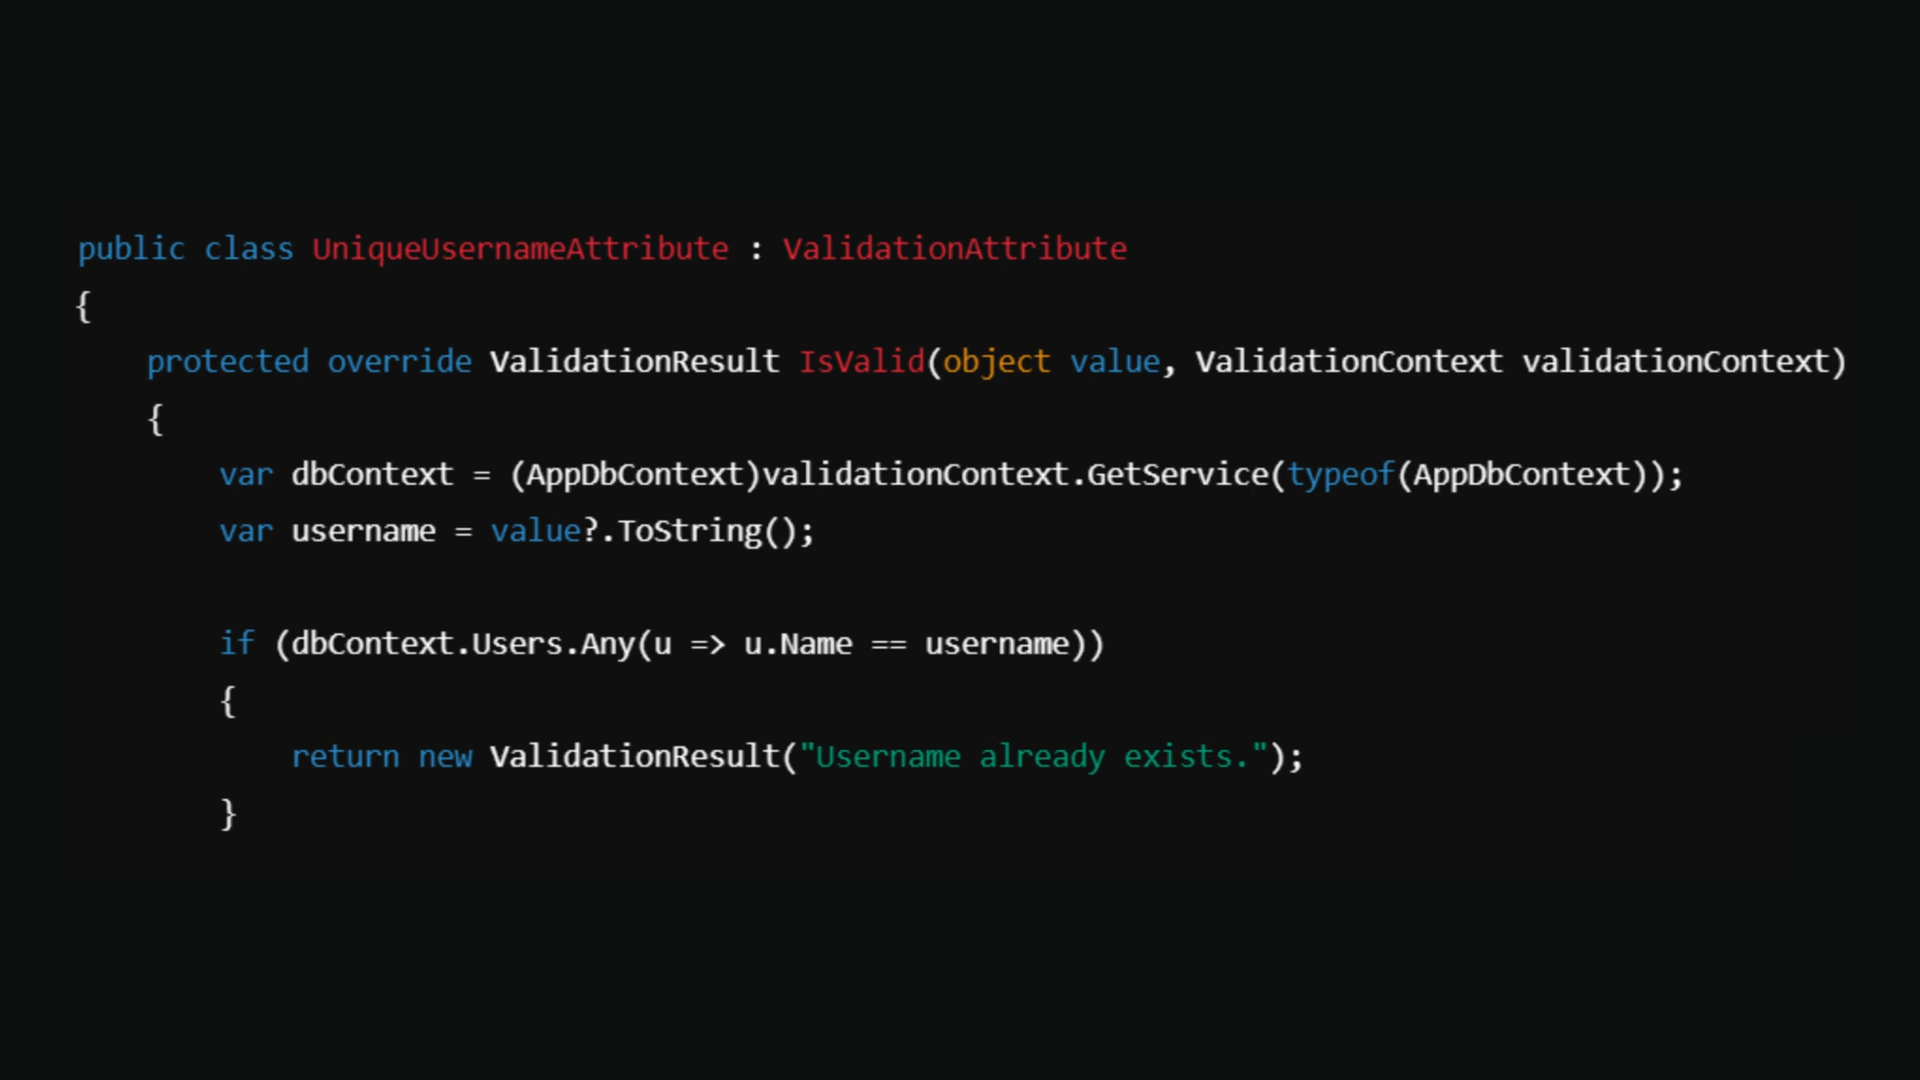 public class UniqueUsernameAttribute : ValidationAttribute
{
    protected override ValidationResult IsValid(object value, ValidationContext validationContext)
    {
        var dbContext = (AppDbContext)validationContext.GetService(typeof(AppDbContext));
        var username = value?.ToString();

        if (dbContext.Users.Any(u => u.Name == username))
        {
            return new ValidationResult("Username already exists.");
        }